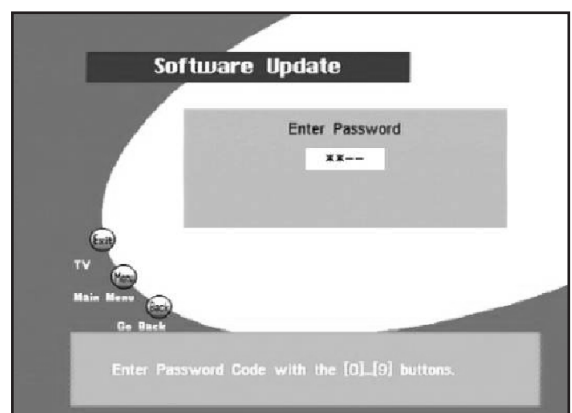 Software Update
Enter Password
**--
Exit
TV
Menu
Main Menu
Back
Go Back
Enter Password Code with the [0]...[9] buttons.